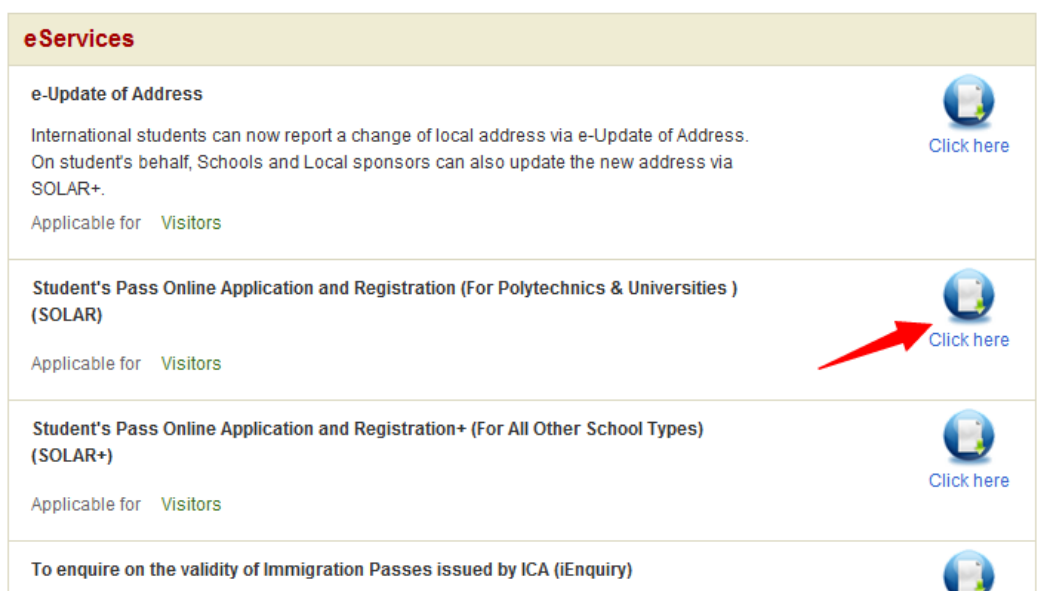 eServices
e-Update of Address
International students can now report a change of local address via e-Update of Address.
On student's behalf, Schools and Local sponsors can also update the new address via
SOLAR+.
Click here
Applicable for Visitors
Student's Pass Online Application and Registration (For Polytechnics & Universities )
(SOLAR)
Click here
Applicable for Visitors
Student's Pass Online Application and Registration+ (For All Other School Types)
(SOLAR+)
Click here
Applicable for Visitors
To enquire on the validity of Immigration Passes issued by ICA (iEnquiry)